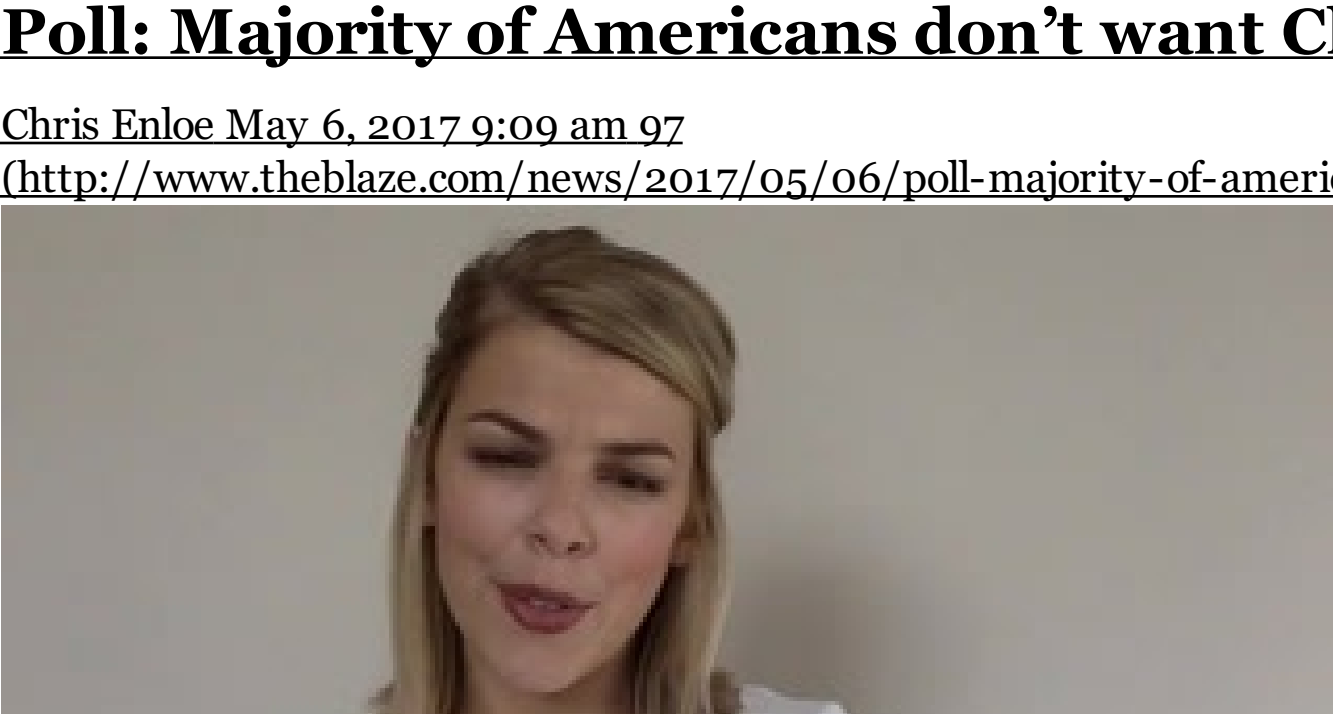 Poll: Majority of Americans don’t want
Chris Enloe May 6, 2017 9:09 am 97
(http://www.theblaze.com/news/2017/05/06/poll-majority-of-americ